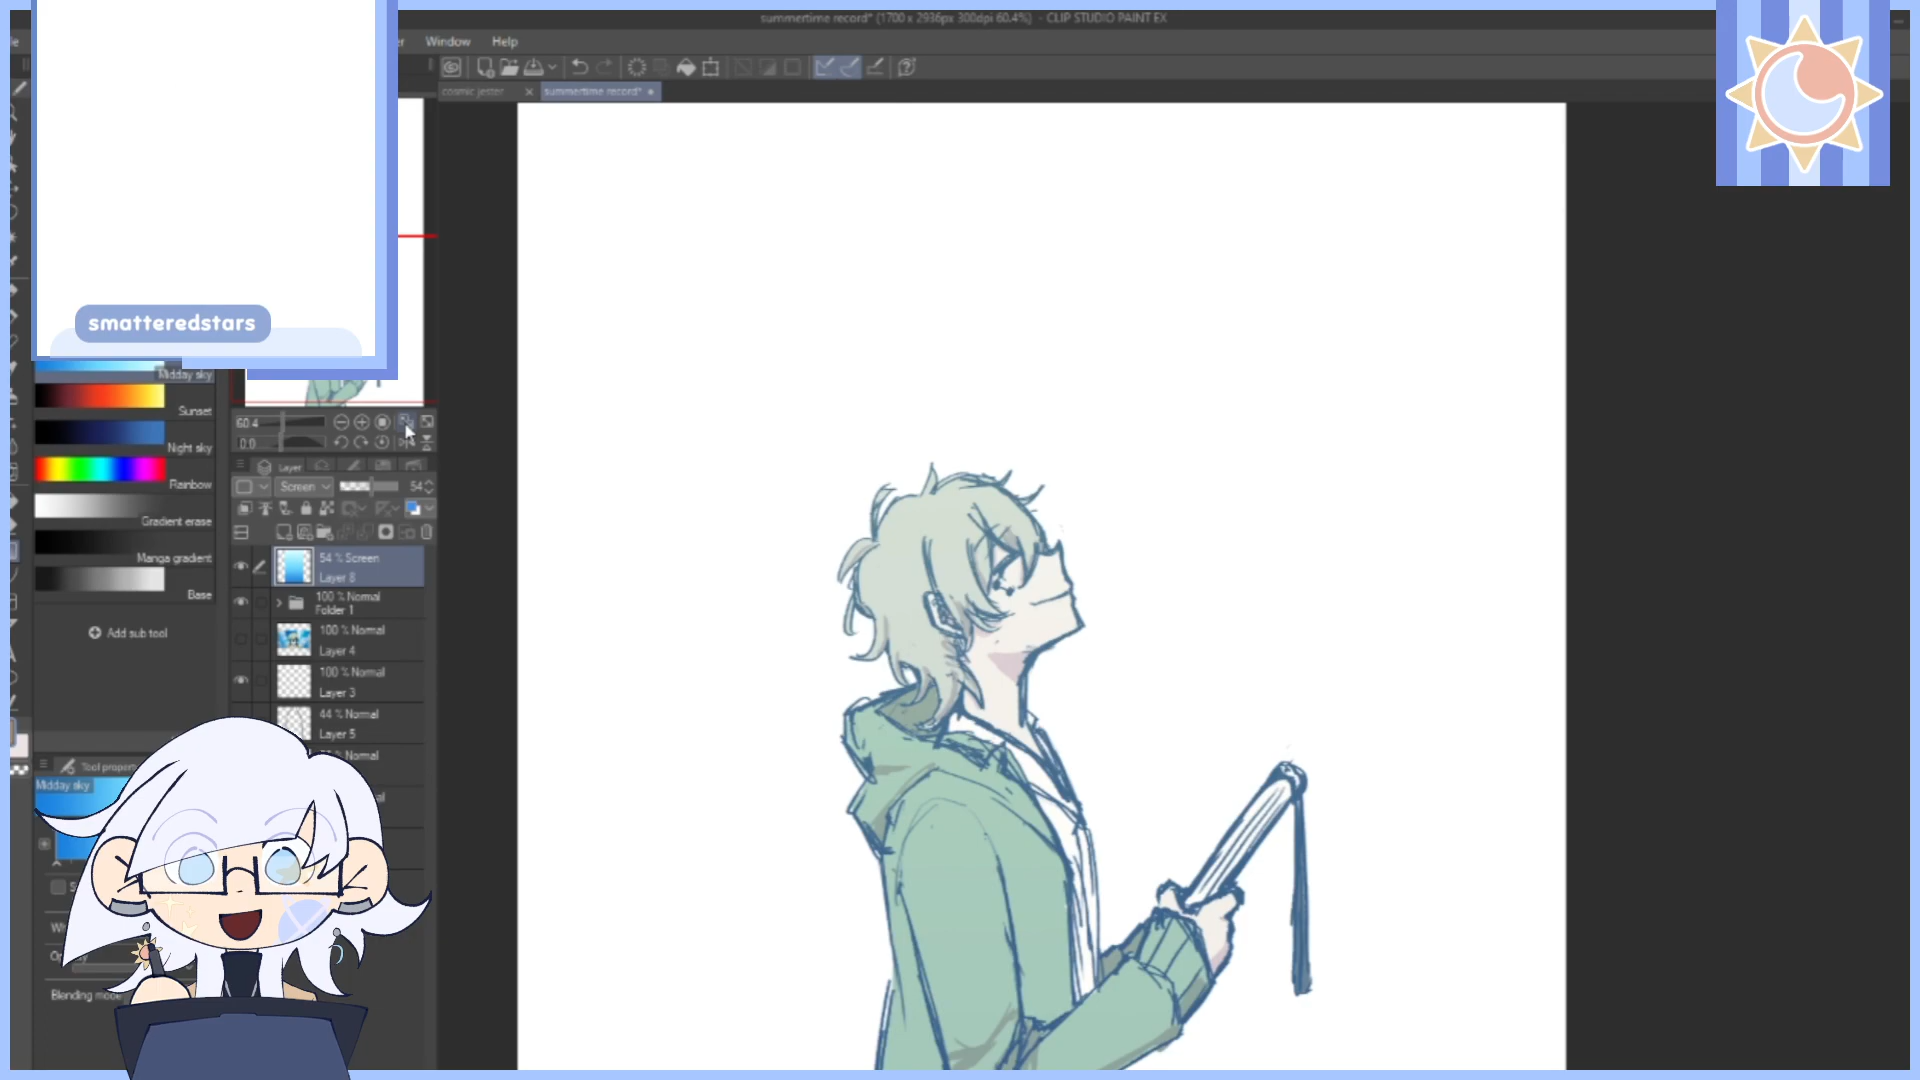 summertime record* (1700 x 2936px 300dpi 60.4%) - CLIP STUDIO PAINT EX
Window Help
cosmic jester
summertime record*
smatteredstars
Midday sky
Sunset
Night sky
Rainbow
Gradient erase
Manga gradient
Base
Add sub tool
60.4
0.0
Layer
Screen 54
54 % Screen
Layer 8
100 % Normal
Folder 1
100 % Normal
Layer 4
100 % Normal
Layer 3
44 % Normal
Layer 5
% Normal
Tool proper
Midday sky
Blending mode